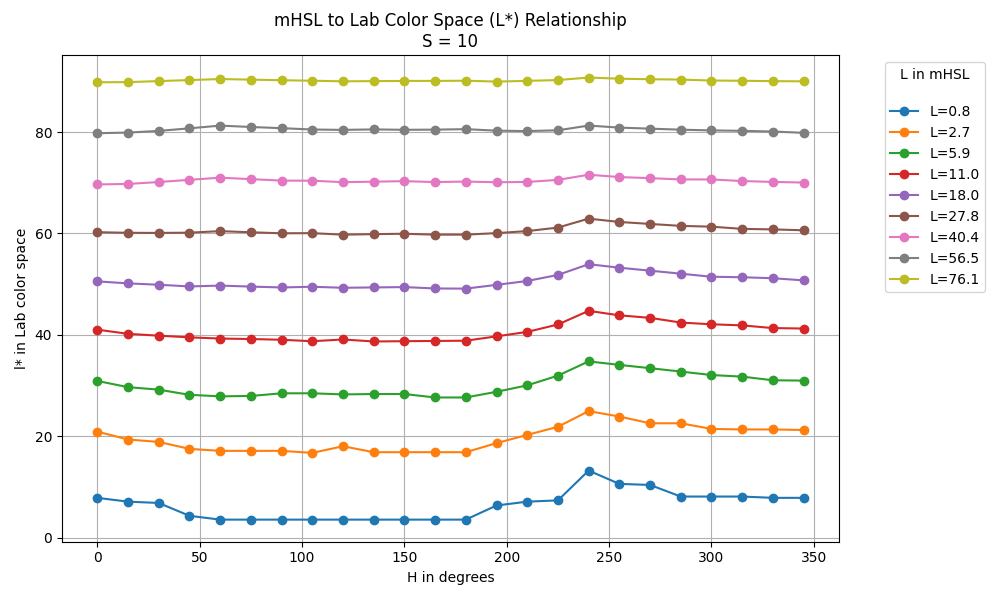 mHSL to Lab Color Space (L*) Relationship
S = 10
l* in Lab color space
80
60
40
20
0
0 50 100 150 200 250 300 350
H in degrees
L in mHSL
L=0.8
L=2.7
L=5.9
L=11.0
L=18.0
L=27.8
L=40.4
L=56.5
L=76.1